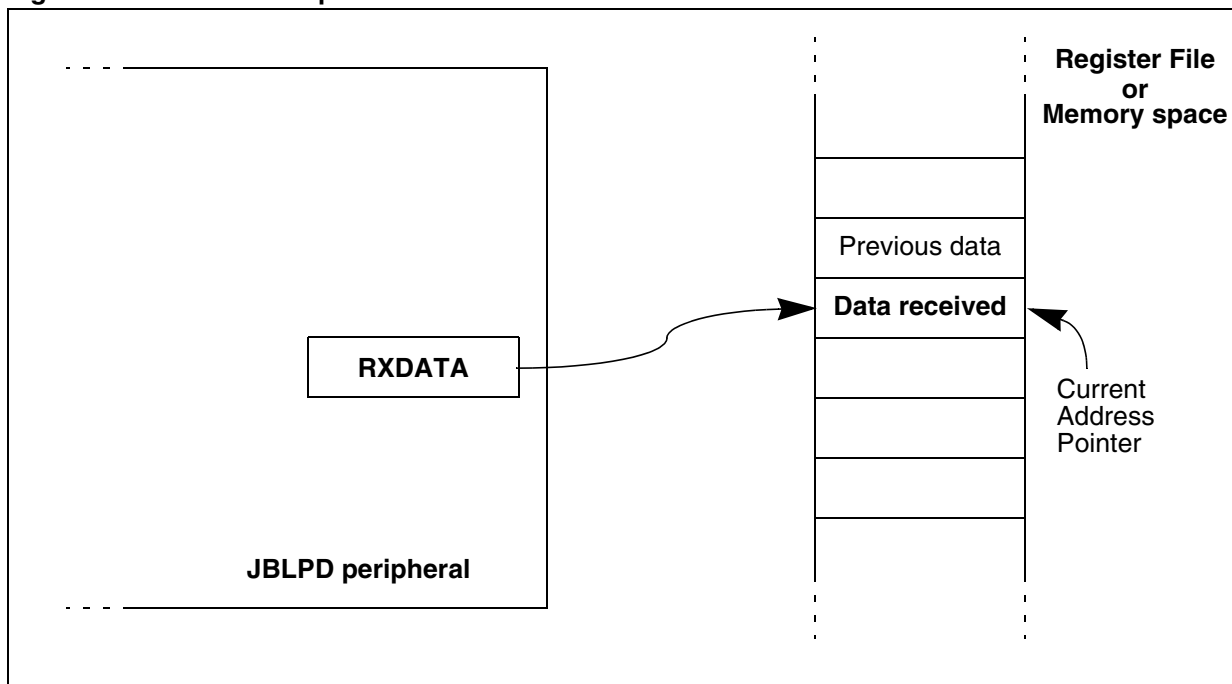 Register File
or
Memory space
Previous data
Data received
RXDATA
Current
Address
Pointer
JBLPD peripheral